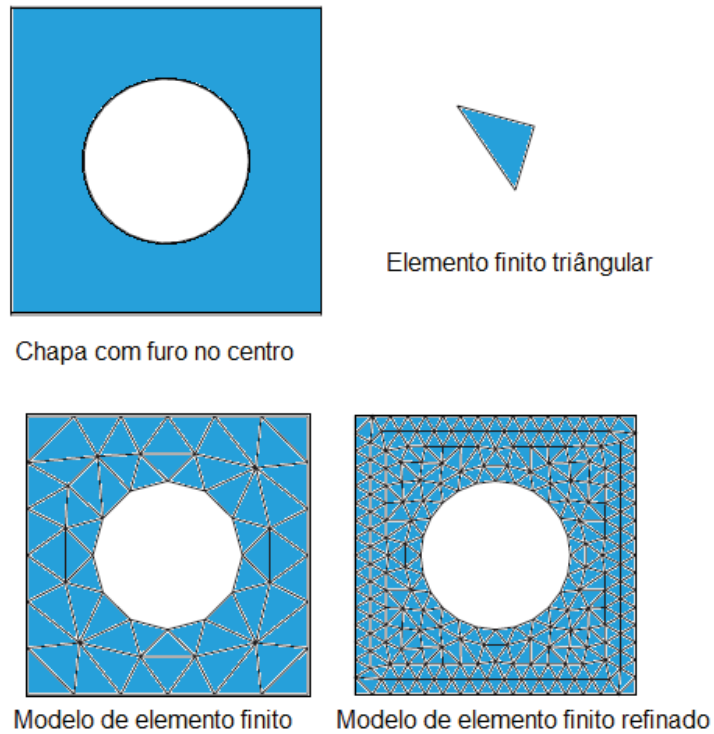 Elemento finito triângular
Chapa com furo no centro
Modelo de elemento finito
Modelo de elemento finito refinado